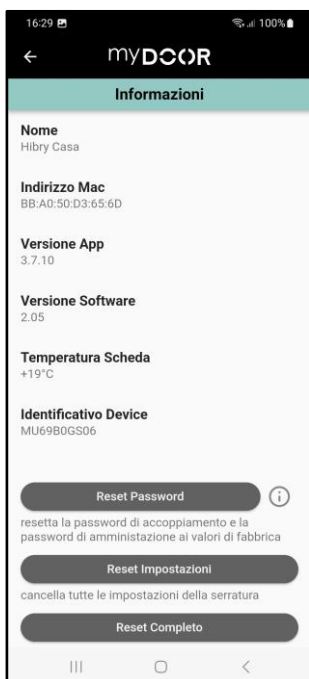 16:29 100%
myDOOR
Informazioni
Nome
Hibry Casa
Indirizzo Mac
BB:A0:50:D3:65:6D
Versione App
3.7.10
Versione Software
2.05
Temperatura Scheda
+19°C
Identificativo Device
MU69B0GS06
Reset Password
resetta la password di accoppiamento e la
password di amministazione ai valori di fabbrica
Reset Impostazioni
cancella tutte le impostazioni della serratura
Reset Completo